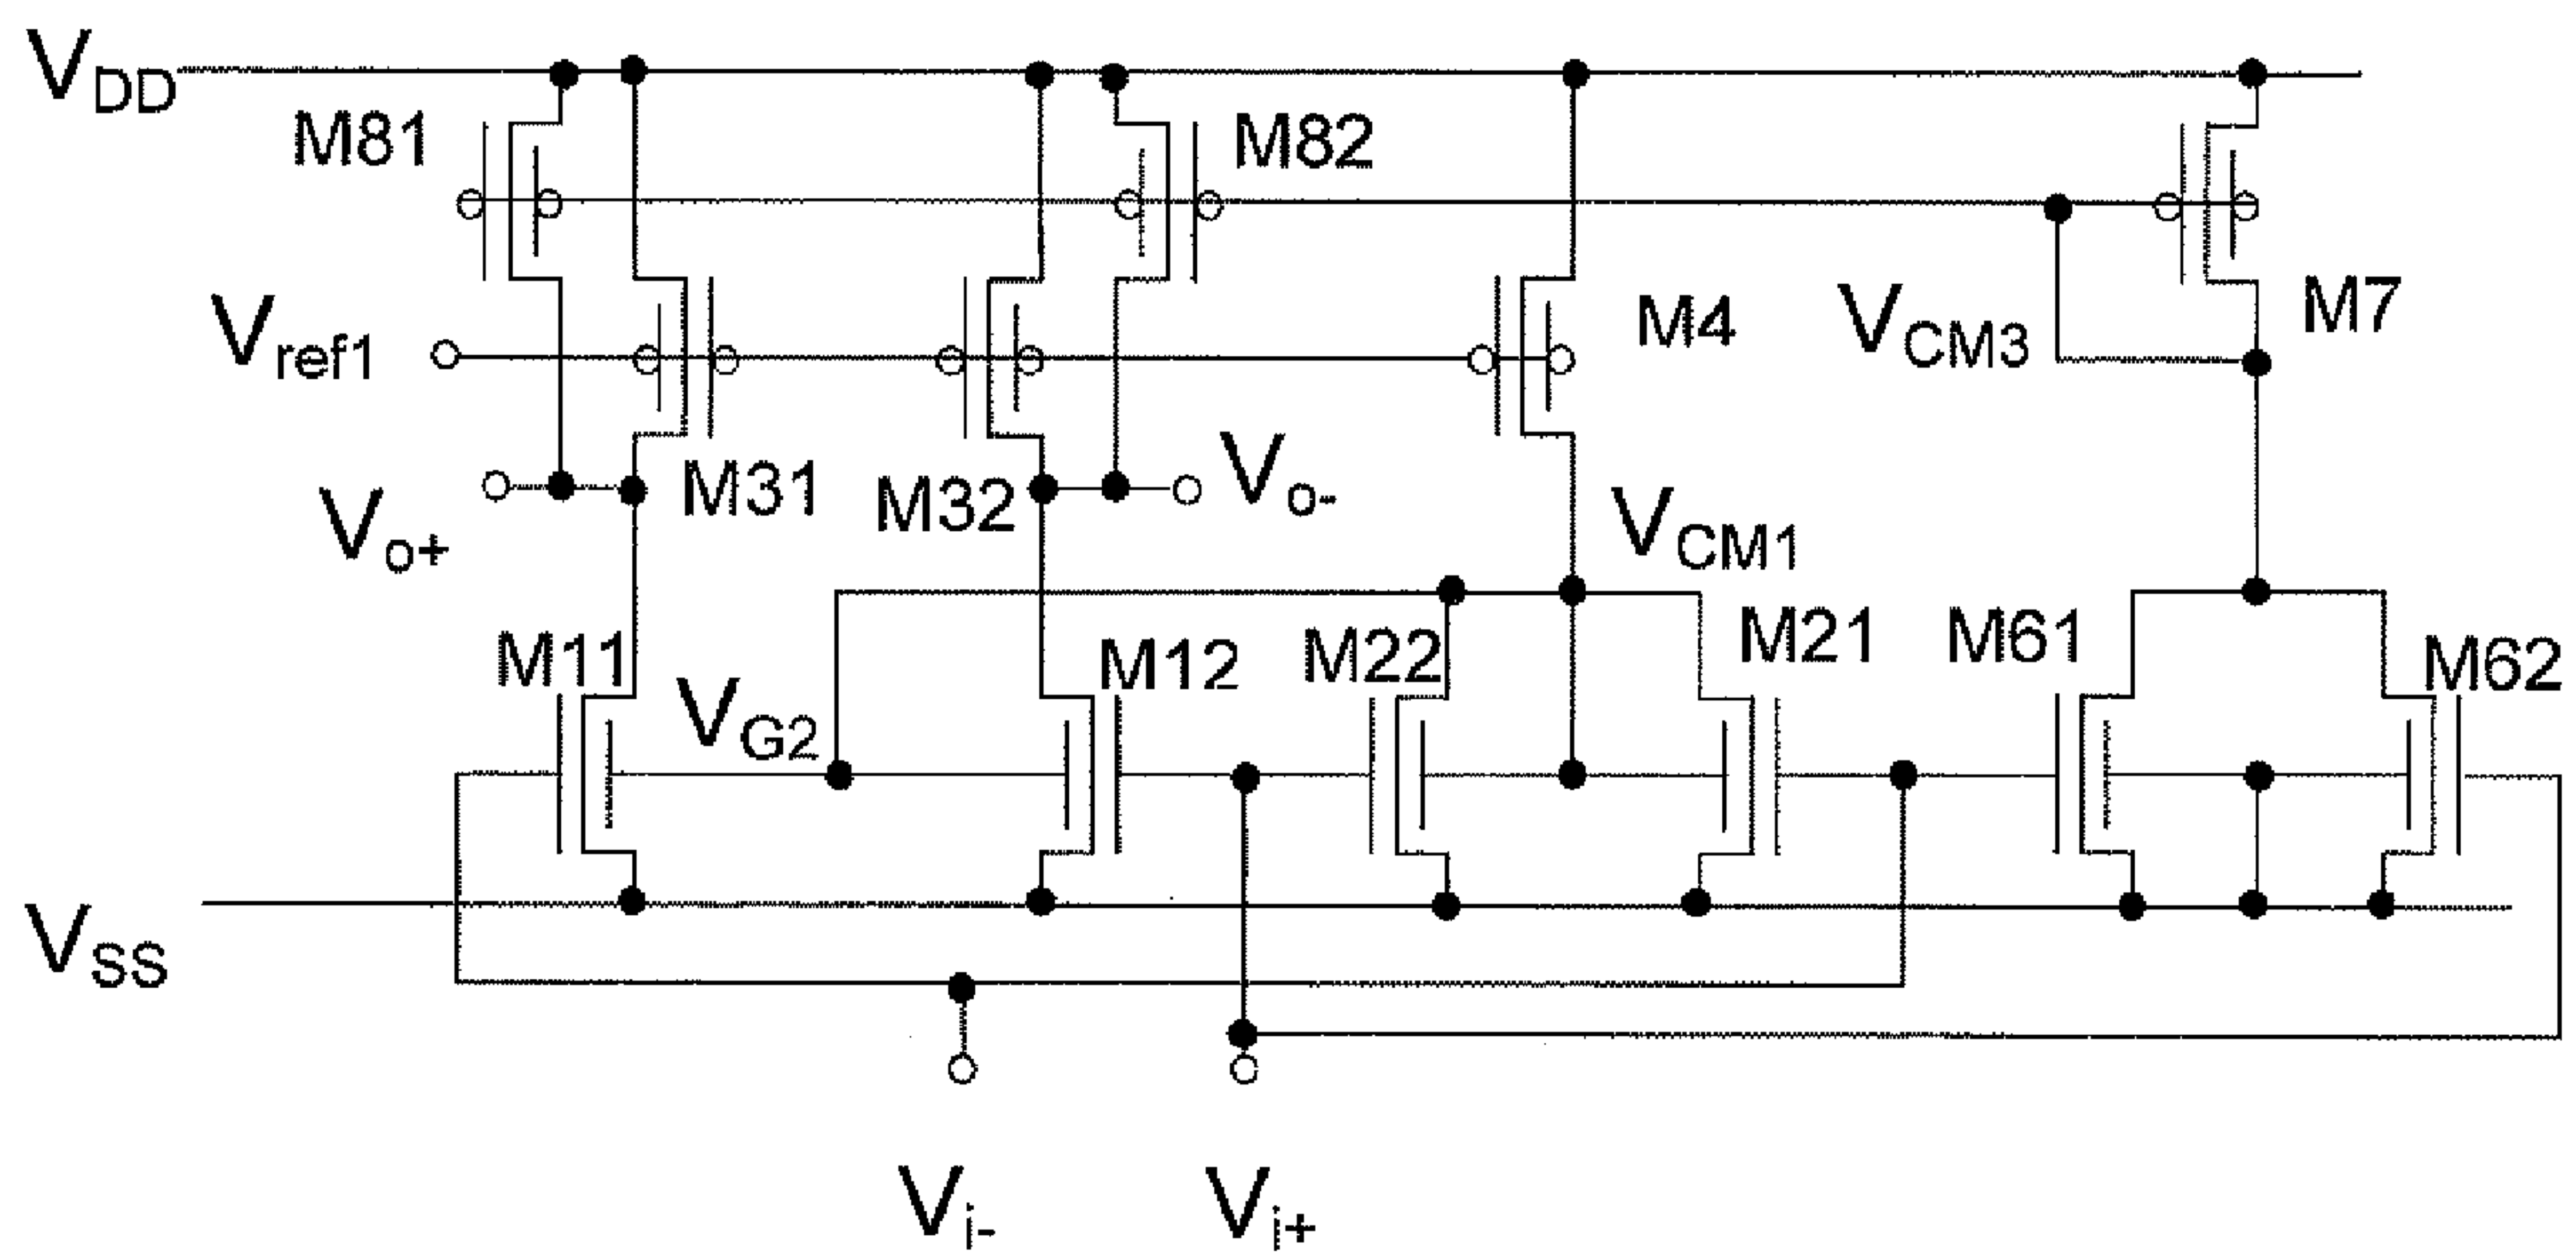 VDD
M81
M82
Vref1
M4
VCM3
M7
Vo+
M31
M32
Vo-
VCM1
M11
VG2
M12
M22
M21
M61
M62
VSS
Vi-
Vi+